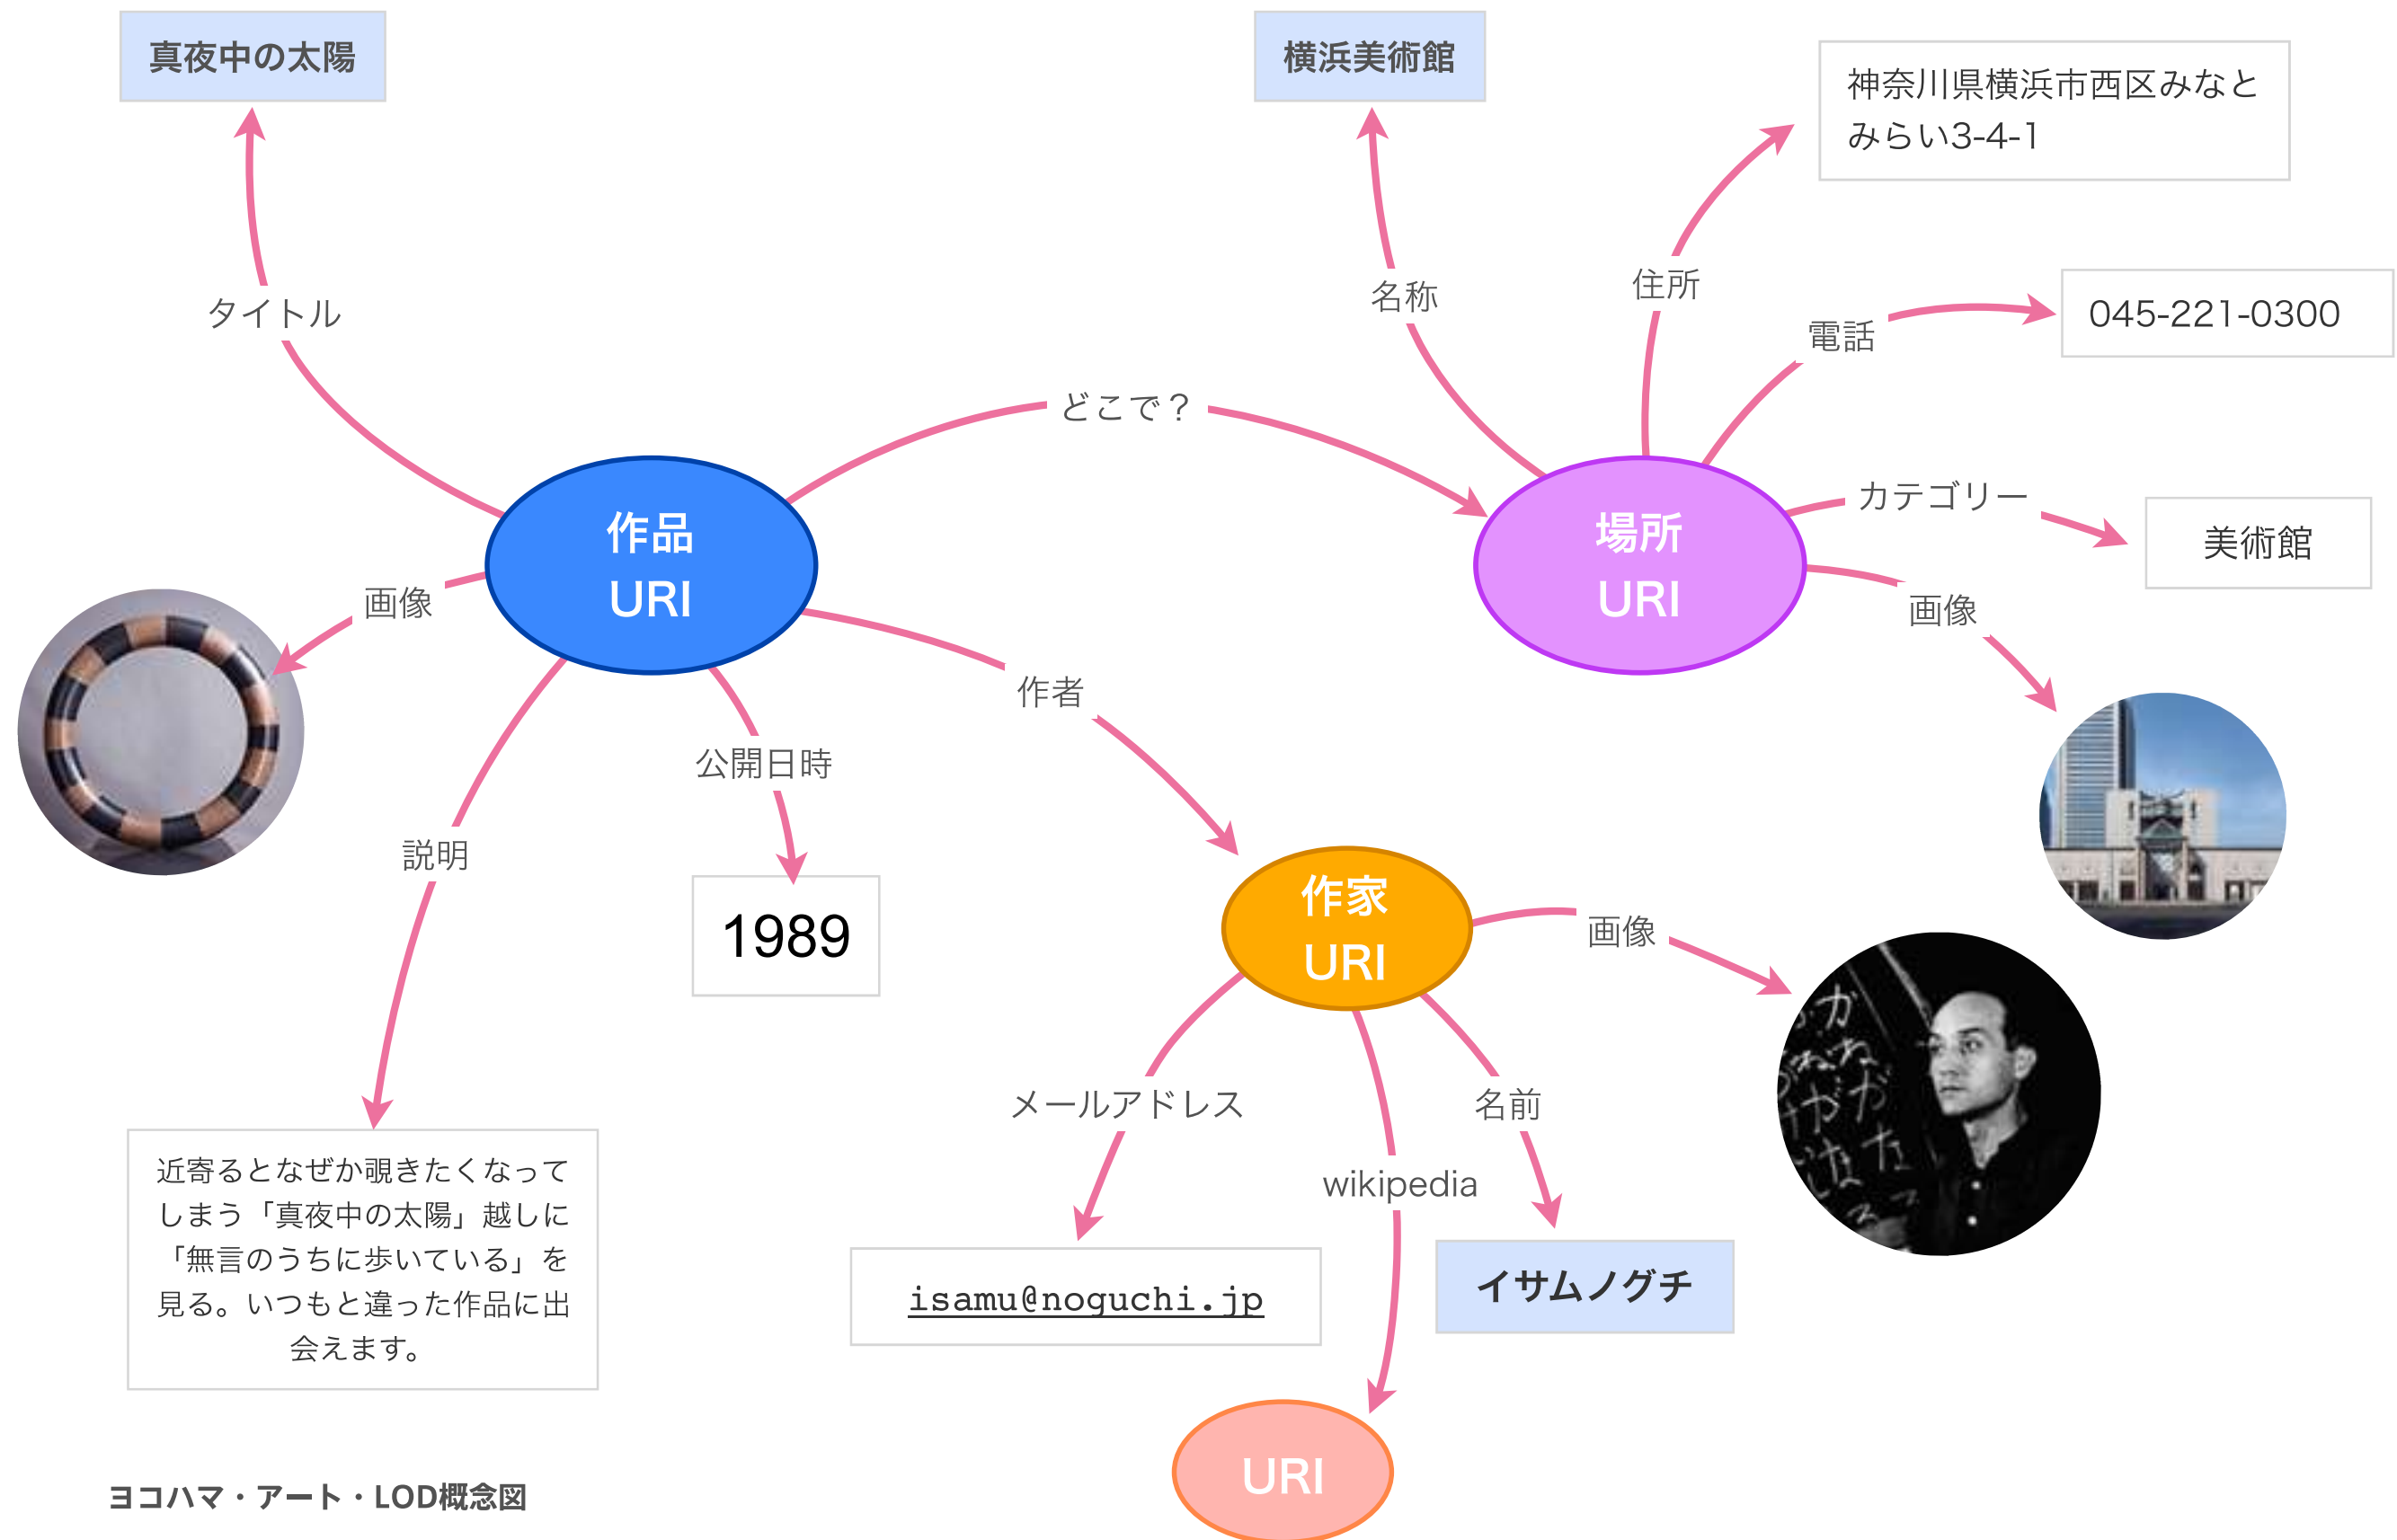 真夜中の太陽
横浜美術館
神奈川県横浜市西区みなと
みらい3-4-1
タイトル
名称
住所
電話
045-221-0300
どこで？
カテゴリー
美術館
作品
URI
場所
URI
画像
画像
作者
公開日時
説明
1989
作家
URI
画像
メールアドレス
wikipedia
名前
近寄るとなぜか覗きたくなって
しまう「真夜中の太陽」越しに
「無言のうちに歩いている」を
見る。いつもと違った作品に出
会えます。
isamu@noguchi.jp
イサムノグチ
URI
ヨコハマ・アート・LOD概念図